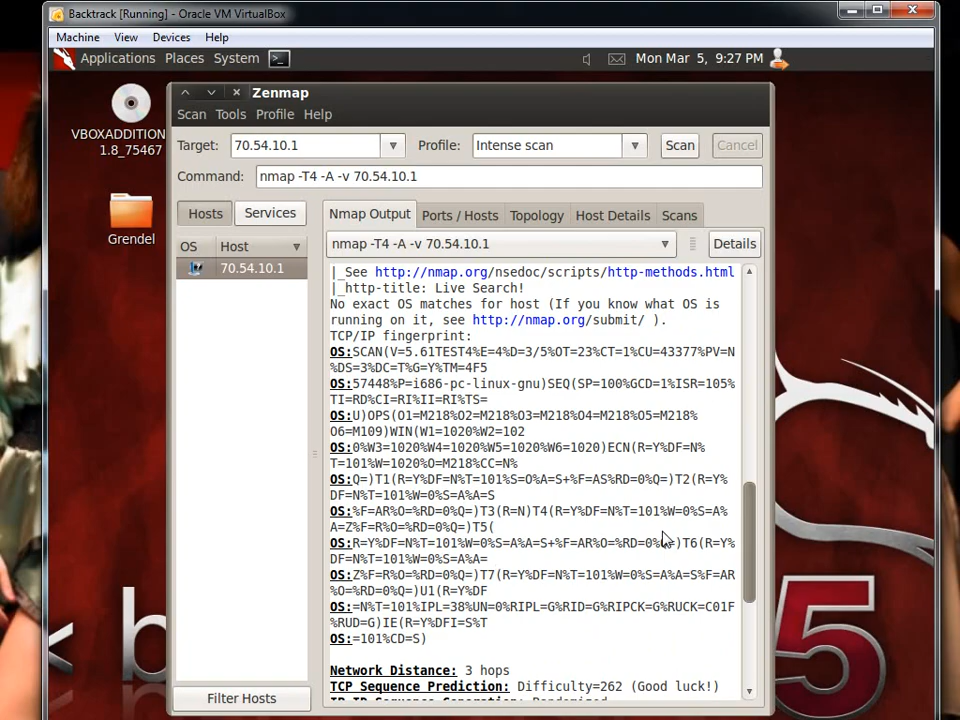 Backtrack [Running] - Oracle VM VirtualBox
Machine View Devices Help
Applications Places System Mon Mar 5, 9:27 PM
VBOXADDITION
1.8_75467
Grendel
Zenmap
Scan Tools Profile Help
Target: 70.54.10.1 Profile: Intense scan Scan Cancel
Command: nmap -T4 -A -v 70.54.10.1
Hosts Services
OS Host
70.54.10.1
Filter Hosts
Nmap Output Ports / Hosts Topology Host Details Scans
nmap -T4 -A -v 70.54.10.1 Details
|_See http://nmap.org/nsedoc/scripts/http-methods.html
|_http-title: Live Search!
No exact OS matches for host (If you know what OS is
running on it, see http://nmap.org/submit/ ).
TCP/IP fingerprint:
OS:SCAN(V=5.61TEST4%E=4%D=3/5%OT=23%CT=1%CU=43377%PV=N
%DS=3%DC=T%G=Y%TM=4F5
OS:57448%P=i686-pc-linux-gnu)SEQ(SP=100%GCD=1%ISR=105%
TI=RD%CI=RI%II=RI%TS=
OS:U)OPS(O1=M218%O2=M218%O3=M218%O4=M218%O5=M218%
O6=M109)WIN(W1=1020%W2=102
OS:0%W3=1020%W4=1020%W5=1020%W6=1020)ECN(R=Y%DF=N%
T=101%W=1020%O=M218%CC=N%
OS:Q=)T1(R=Y%DF=N%T=101%S=O%A=S+%F=AS%RD=0%Q=)T2(R=Y%
DF=N%T=101%W=0%S=A%A=S
OS:%F=AR%O=%RD=0%Q=)T3(R=N)T4(R=Y%DF=N%T=101%W=0%S=A%
A=Z%F=R%O=%RD=0%Q=)T5(
OS:R=Y%DF=N%T=101%W=0%S=A%A=S+%F=AR%O=%RD=0%Q=)T6(R=Y%
DF=N%T=101%W=0%S=A%A=
OS:Z%F=R%O=%RD=0%Q=)T7(R=Y%DF=N%T=101%W=0%S=A%A=S%F=AR
%O=%RD=0%Q=)U1(R=Y%DF
OS:=N%T=101%IPL=38%UN=0%RIPL=G%RID=G%RIPCK=G%RUCK=C01F
%RUD=G)IE(R=Y%DFI=S%T
OS:=101%CD=S)
Network Distance: 3 hops
TCP Sequence Prediction: Difficulty=262 (Good luck!)
5